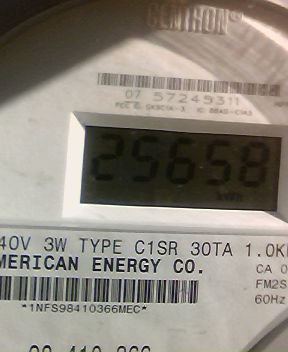 CENTRON®
07 57245311
25658
kWh
40V 3W TYPE C1SR 30TA 1.0K
MERICAN ENERGY CO.
CA 0
FM2S
60Hz
*1NFS98410366MEC*